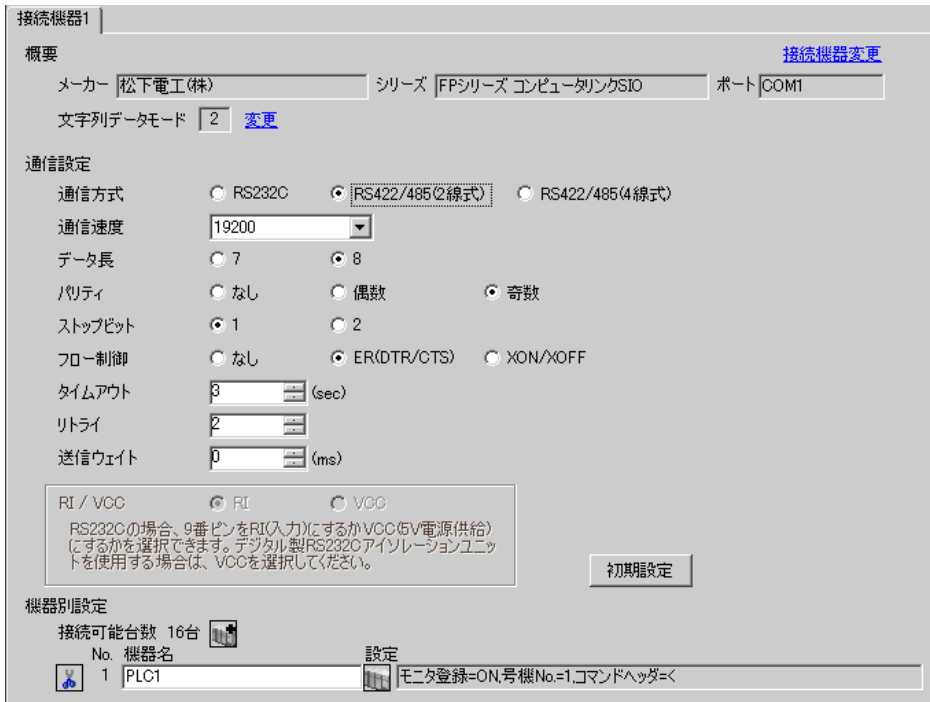 接続機器1
概要 接続機器変更
メーカー 松下電工(株) シリーズ FPシリーズ コンピュータリンクSIO ポート COM1
文字列データモード 2 変更
通信設定
通信方式 RS232C RS422/485(2線式) RS422/485(4線式)
通信速度 19200
データ長 7 8
パリティ なし 偶数 奇数
ストップビット 1 2
フロー制御 なし ER(DTR/CTS) XON/XOFF
タイムアウト 3 (sec)
リトライ 2
送信ウェイト 0 (ms)
RI / VCC RI VCC
RS232Cの場合、9番ピンをRI(入力)にするかVCC(5V電源供給)
にするかを選択できます。デジタル製RS232Cアイソレーションユニッ
トを使用する場合は、VCCを選択してください。
初期設定
機器別設定
接続可能台数 16台
No. 機器名 設定
1 PLC1 モニタ登録=ON,号機No.=1,コマンドヘッダ=<